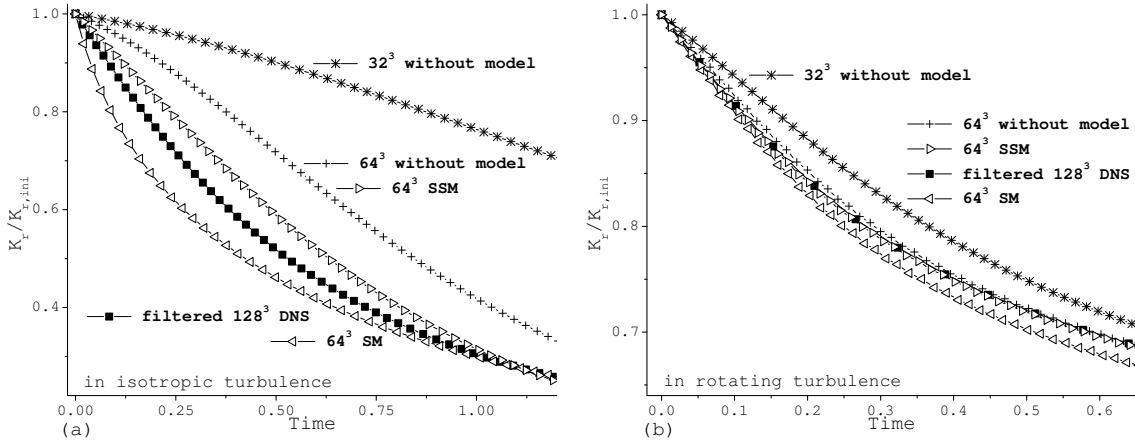 K_r/K_{r,ini}
1.0
0.8
0.6
0.4
32³ without model
64³ without model
64³ SSM
filtered 128³ DNS
64³ SM
in isotropic turbulence
0.00 0.25 0.50 0.75 1.00
(a) Time
K_r/K_{r,ini}
1.0
0.9
0.8
0.7
32³ without model
64³ without model
64³ SSM
filtered 128³ DNS
64³ SM
in rotating turbulence
0.0 0.1 0.2 0.3 0.4 0.5 0.6
(b) Time